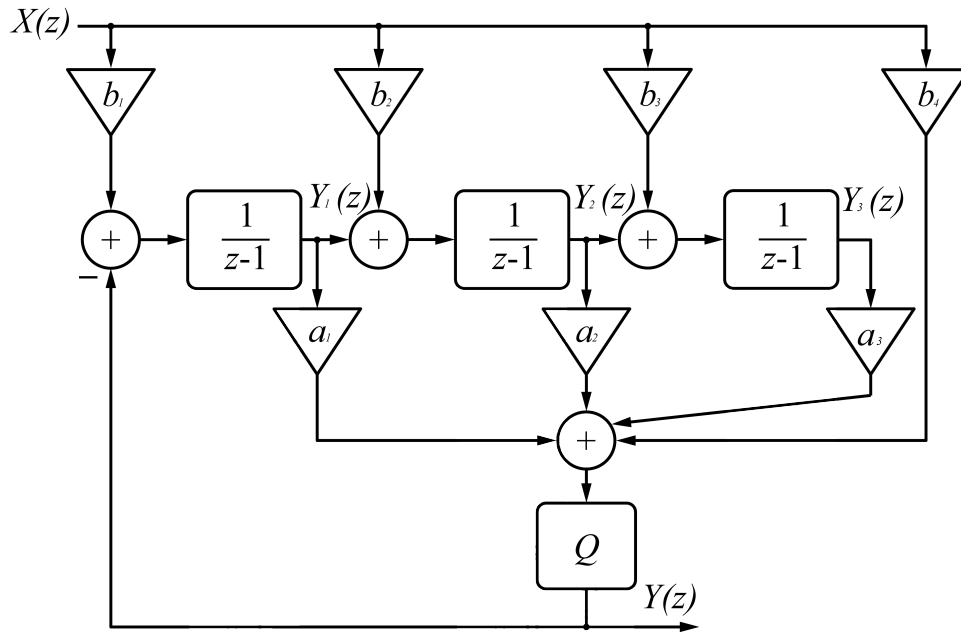 X(z)
b₁ b₂ b₃ b₄
Y₁(z) Y₂(z) Y₃(z)
+ 1/z-1 + 1/z-1 + 1/z-1
−
a₁ a₂ a₃
+
Q
Y(z)